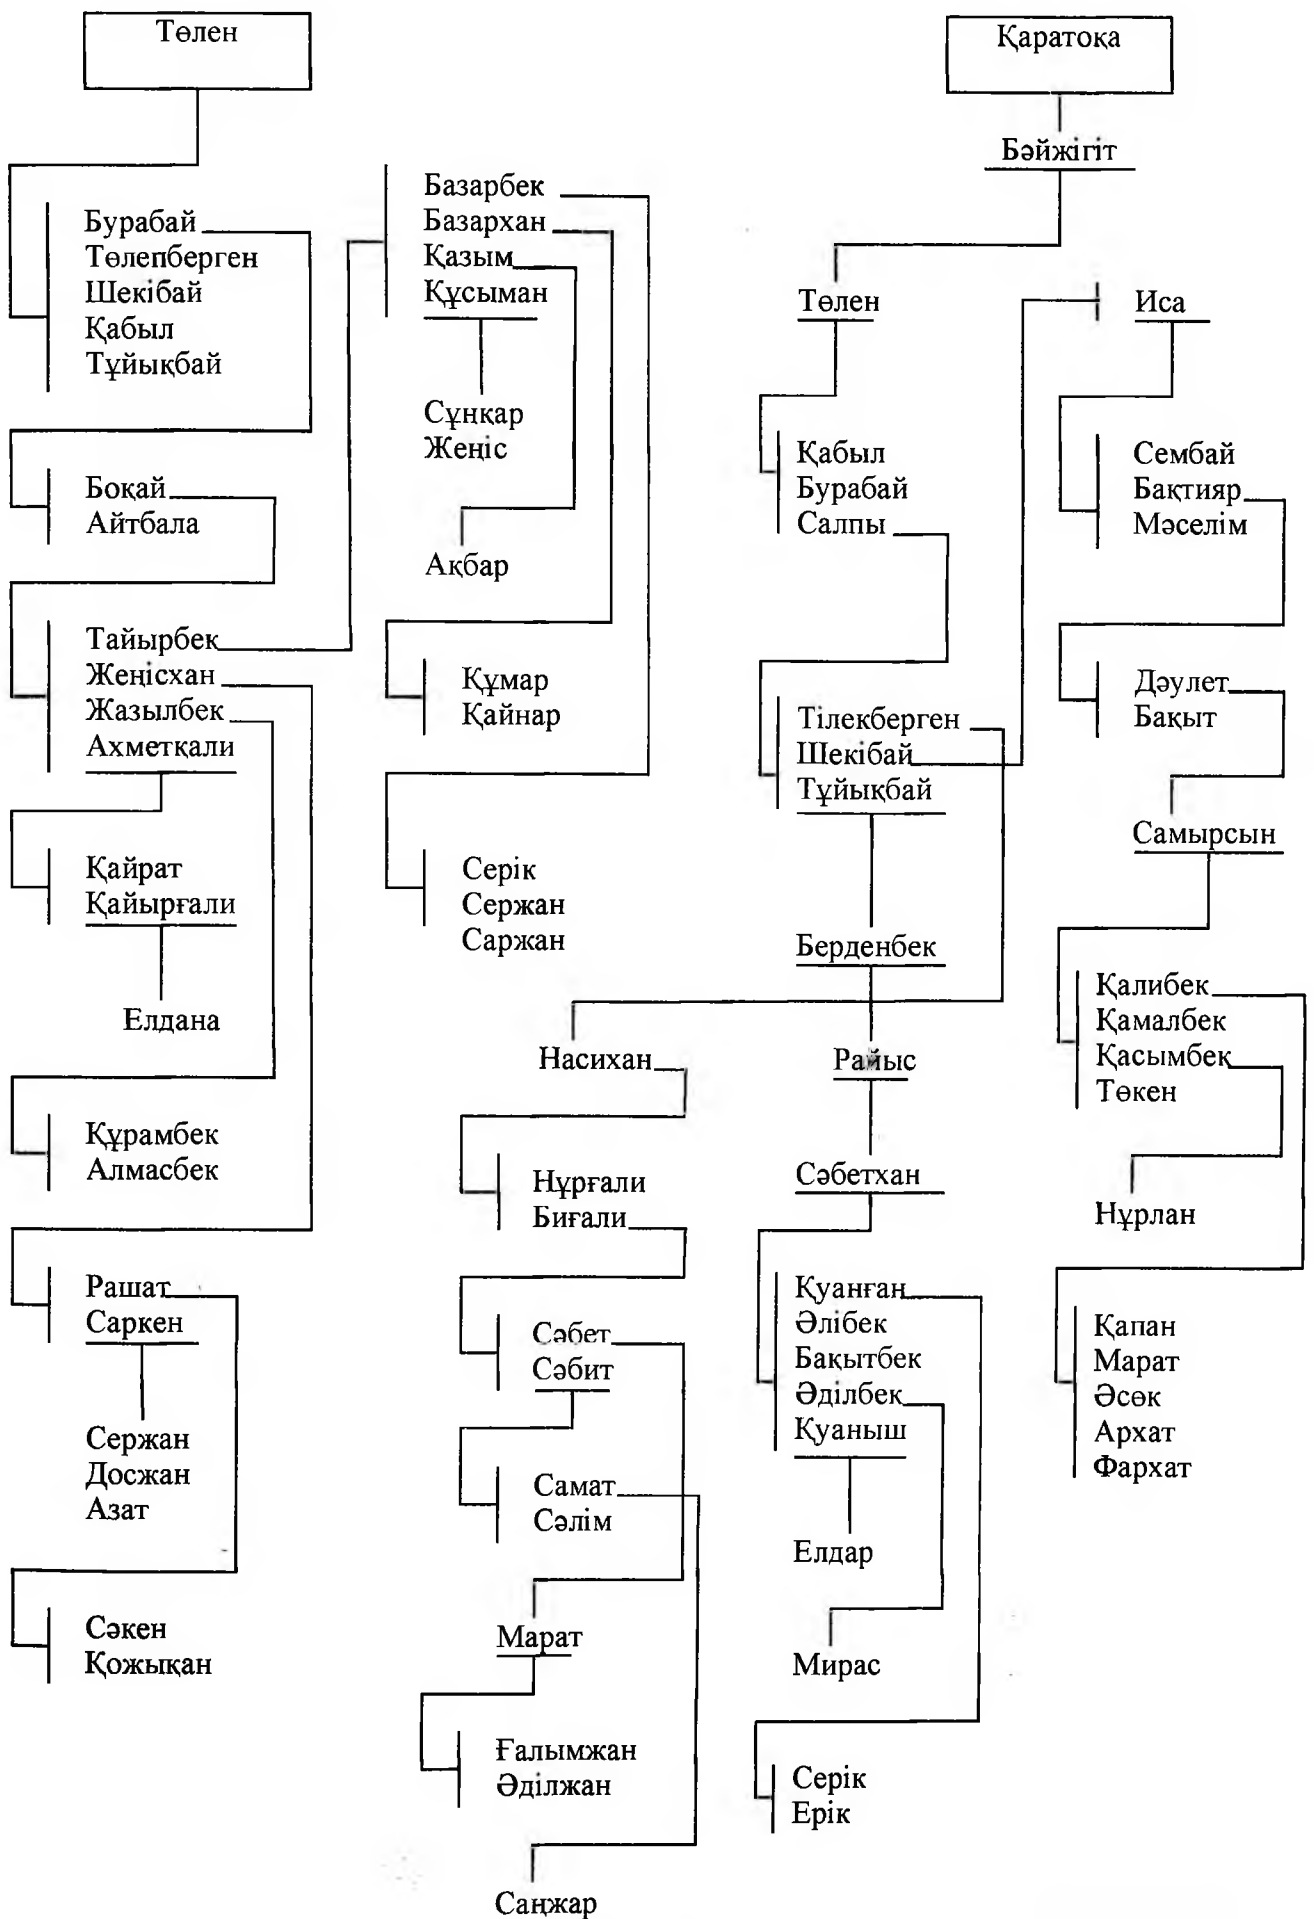 Төлен
Бурабай
Төлепберген
Шекібай
Қабыл
Тұйықбай
Боқай
Айтбала
Тайырбек
Жеңісхан
Жазылбек
Ахметқали
Қайрат
Қайырғали
Елдана
Құрамбек
Алмасбек
Рашат
Саркен
Сержан
Досжан
Азат
Сәкен
Қожықан
Базарбек
Базархан
Қазым
Құсыман
Сұңқар
Жеңіс
Ақбар
Құмар
Қайнар
Серік
Сержан
Саржан
Қаратоқа
Бәйжігіт
Төлен
Қабыл
Бурабай
Салпы
Тілекберген
Шекібай
Тұйықбай
Берденбек
Насихан
Нұрғали
Биғали
Сәбет
Сәбит
Самат
Сәлім
Марат
Ғалымжан
Әділжан
Саңжар
Райыс
Сәбетхан
Қуанған
Әлібек
Бақытбек
Әділбек
Қуаныш
Елдар
Мирас
Серік
Ерік
Иса
Сембай
Бақтияр
Мәселім
Дәулет
Бақыт
Самырсын
Қалибек
Қамалбек
Қасымбек
Төкен
Нұрлан
Қапан
Марат
Әсөк
Архат
Фархат